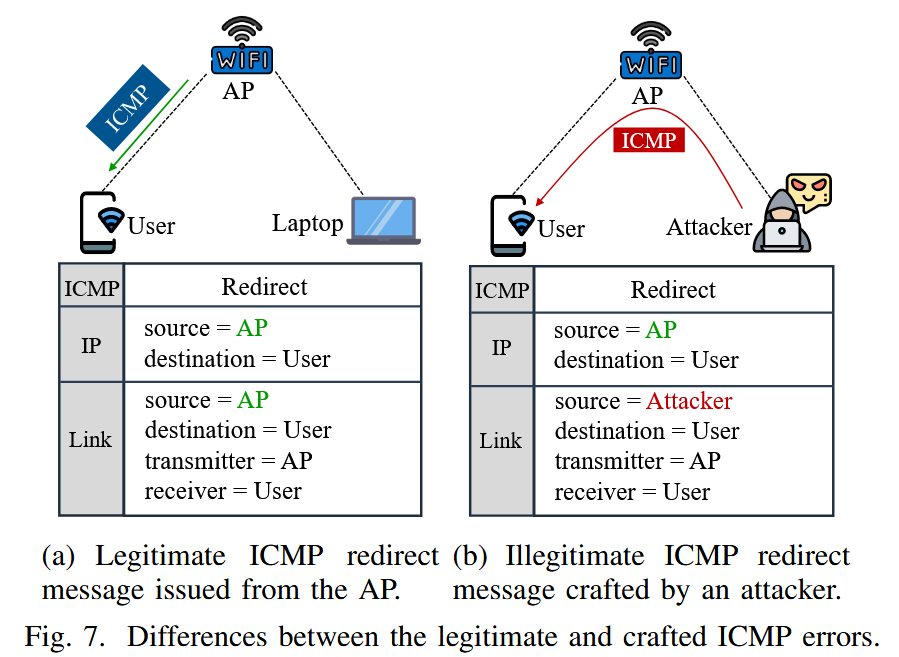 WIFI
AP
ICMP
User
Laptop
ICMP Redirect
IP
source = AP
destination = User
Link
source = AP
destination = User
transmitter = AP
receiver = User
(a) Legitimate ICMP redirect
message issued from the AP.
WIFI
AP
ICMP
User
Attacker
ICMP Redirect
IP
source = AP
destination = User
Link
source = Attacker
destination = User
transmitter = AP
receiver = User
(b) Illegitimate ICMP redirect
message crafted by an attacker.
Fig. 7. Differences between the legitimate and crafted ICMP errors.